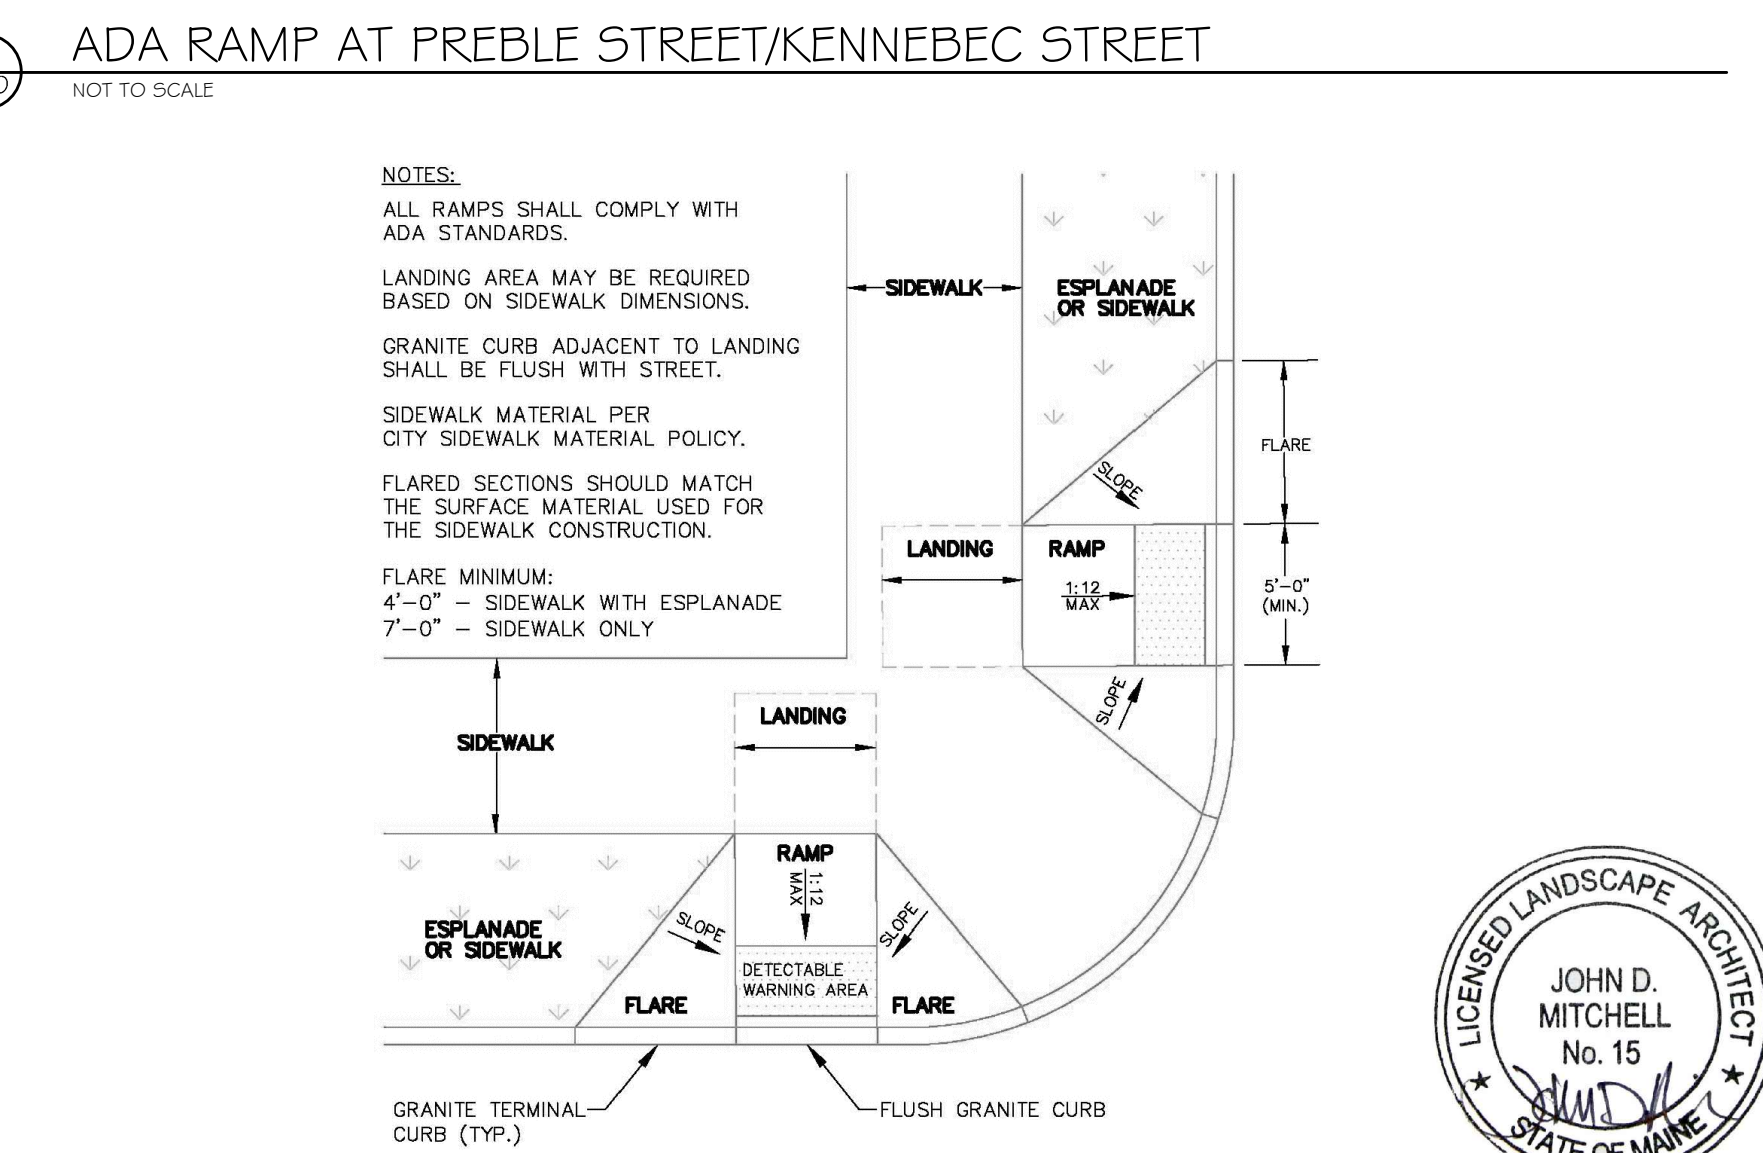 ADA RAMP AT PREBLE STREET/KENNEBEC STREET
NOT TO SCALE
NOTES:
ALL RAMPS SHALL COMPLY WITH
ADA STANDARDS.
LANDING AREA MAY BE REQUIRED
BASED ON SIDEWALK DIMENSIONS.
GRANITE CURB ADJACENT TO LANDING
SHALL BE FLUSH WITH STREET.
SIDEWALK MATERIAL PER
CITY SIDEWALK MATERIAL POLICY.
FLARED SECTIONS SHOULD MATCH
THE SURFACE MATERIAL USED FOR
THE SIDEWALK CONSTRUCTION.
FLARE MINIMUM:
4'-0" – SIDEWALK WITH ESPLANADE
7'-0" – SIDEWALK ONLY
SIDEWALK
ESPLANADE
OR SIDEWALK
FLARE
SLOPE
LANDING
RAMP
1:12
MAX
5'-0"
(MIN.)
SLOPE
LANDING
SIDEWALK
RAMP
1:12
MAX
ESPLANADE
OR SIDEWALK
SLOPE
SLOPE
DETECTABLE
WARNING AREA
FLARE
FLARE
GRANITE TERMINAL
CURB (TYP.)
FLUSH GRANITE CURB
LICENSED LANDSCAPE ARCHITECT
JOHN D.
MITCHELL
No. 15
STATE OF MAINE